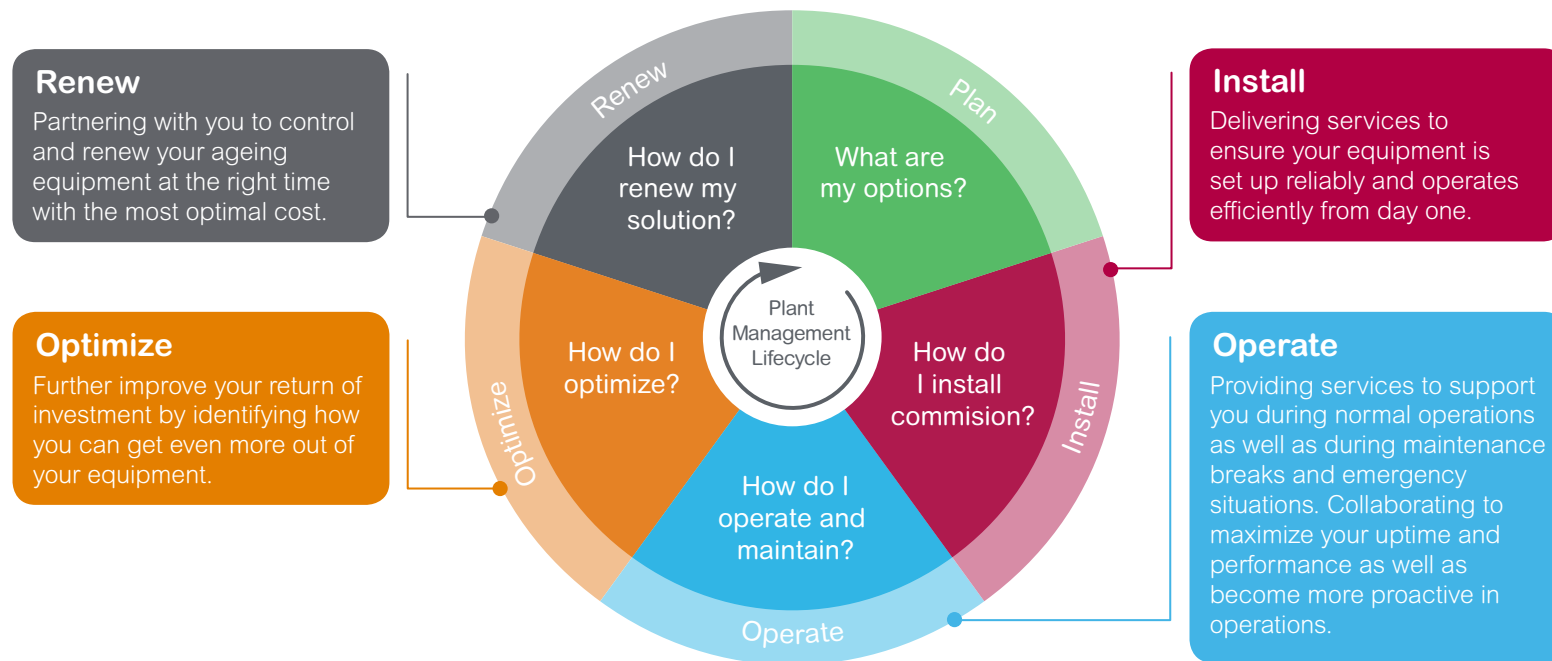 Renew
Partnering with you to control
and renew your ageing
equipment at the right time
with the most optimal cost.
Optimize
Further improve your return of
investment by identifying how
you can get even more out of
your equipment.
Renew
Plan
Install
Operate
Optimize
How do I
renew my
solution?
What are
my options?
How do
I install
commision?
How do I
operate and
maintain?
How do I
optimize?
Plant
Management
Lifecycle
Install
Delivering services to
ensure your equipment is
set up reliably and operates
efficiently from day one.
Operate
Providing services to support
you during normal operations
as well as during maintenance
breaks and emergency
situations. Collaborating to
maximize your uptime and
performance as well as
become more proactive in
operations.